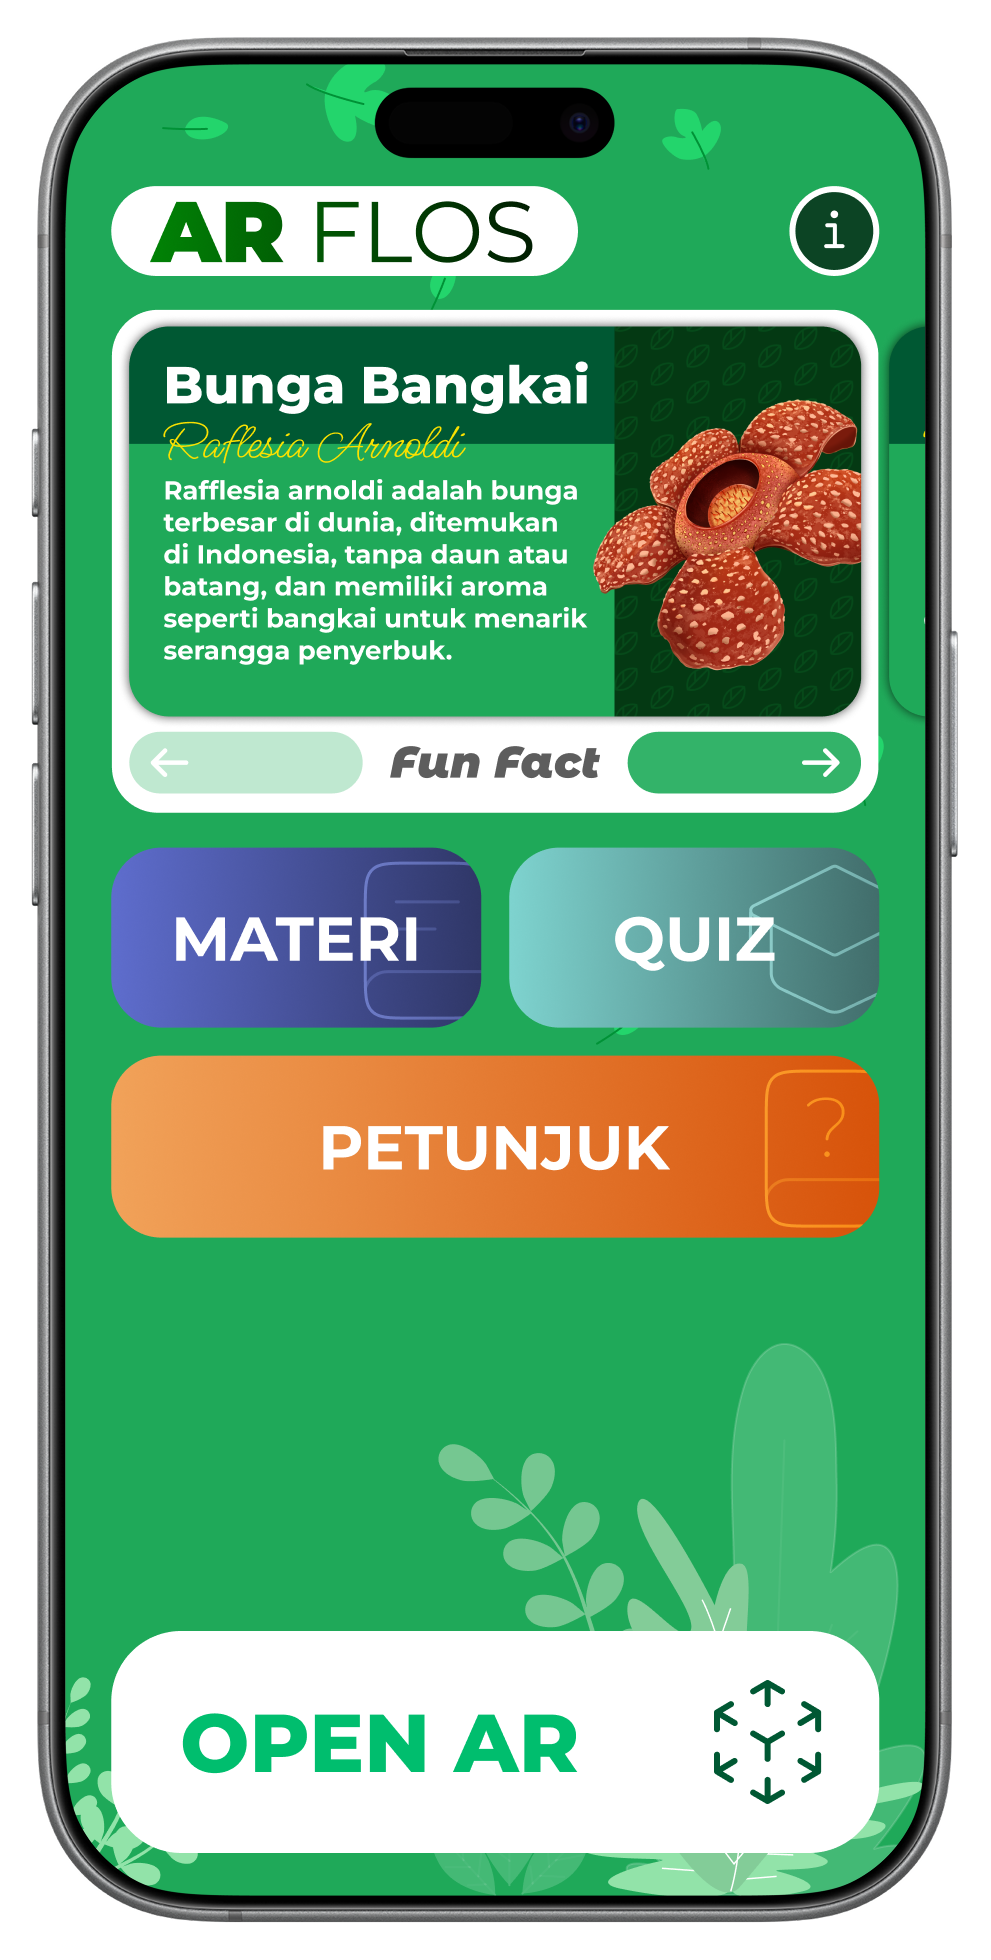 AR FLOS
i
Bunga Bangkai
Raflesia Arnoldi
Rafflesia arnoldi adalah bunga
terbesar di dunia, ditemukan
di Indonesia, tanpa daun atau
batang, dan memiliki aroma
seperti bangkai untuk menarik
serangga penyerbuk.
Fun Fact
MATERI
QUIZ
PETUNJUK
?
OPEN AR